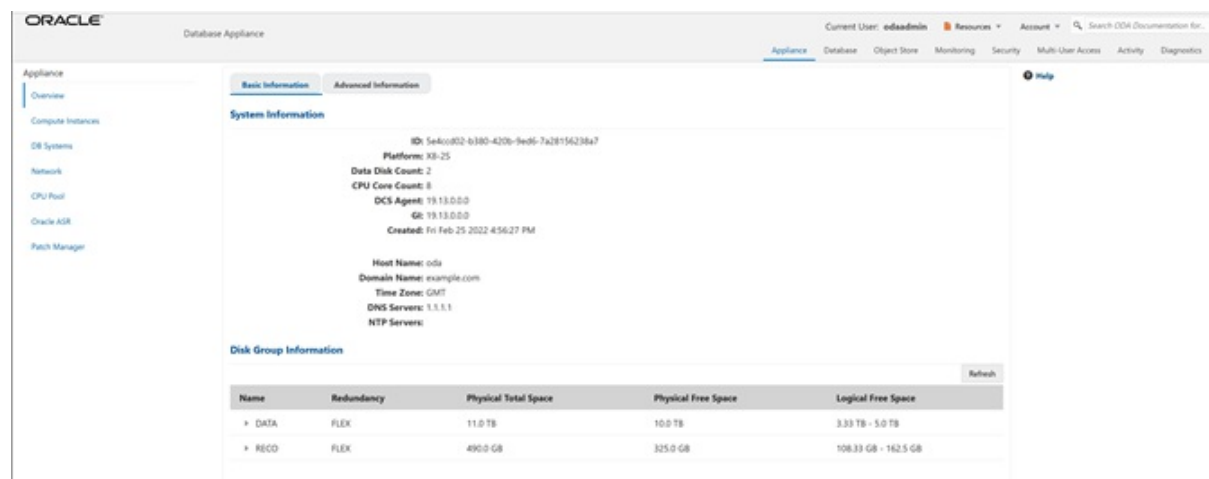 ORACLE
Database Appliance
Current User: odaadmin Resources Account Search ODA Documentation for..
Appliance Database Object Store Monitoring Security Multi-User Access Activity Diagnostics
Appliance
Overview
Compute Instances
DB Systems
Network
CPU Pool
Oracle ASR
Patch Manager
Basic Information Advanced Information
Help
System Information
ID: 5e4ccd02-b380-420b-9ed6-7a28156238a7
Platform: X8-2S
Data Disk Count: 2
CPU Core Count: 8
DCS Agent: 19.13.0.0.0
GI: 19.13.0.0.0
Created: Fri Feb 25 2022 4:56:27 PM
Host Name: oda
Domain Name: example.com
Time Zone: GMT
DNS Servers: 1.1.1.1
NTP Servers:
Disk Group Information
Refresh
Name Redundancy Physical Total Space Physical Free Space Logical Free Space
DATA FLEX 11.0 TB 10.0 TB 3.33 TB - 5.0 TB
RECO FLEX 490.0 GB 325.0 GB 108.33 GB - 162.5 GB